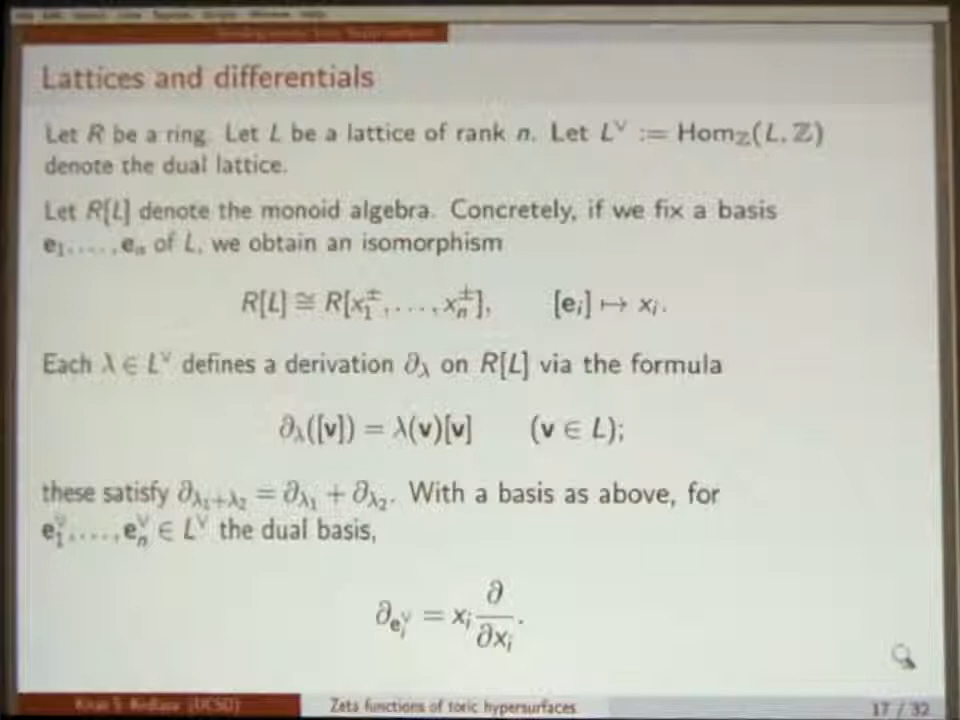 Lattices and differentials
Let R be a ring. Let L be a lattice of rank n. Let L^∨ := Hom_ℤ(L, ℤ)
denote the dual lattice.
Let R[L] denote the monoid algebra. Concretely, if we fix a basis
e_1, ..., e_n of L, we obtain an isomorphism
R[L] ≅ R[x_1^±, ..., x_n^±], [e_i] ↦ x_i.
Each λ ∈ L^∨ defines a derivation ∂_λ on R[L] via the formula
∂_λ([v]) = λ(v)[v] (v ∈ L);
these satisfy ∂_{λ_1+λ_2} = ∂_{λ_1} + ∂_{λ_2}. With a basis as above, for
e_1^∨, ..., e_n^∨ ∈ L^∨ the dual basis,
∂_{e_i^∨} = x_i ∂/∂x_i.
Kiran S. Kedlaya (UCSD) Zeta functions of toric hypersurfaces 17 / 32